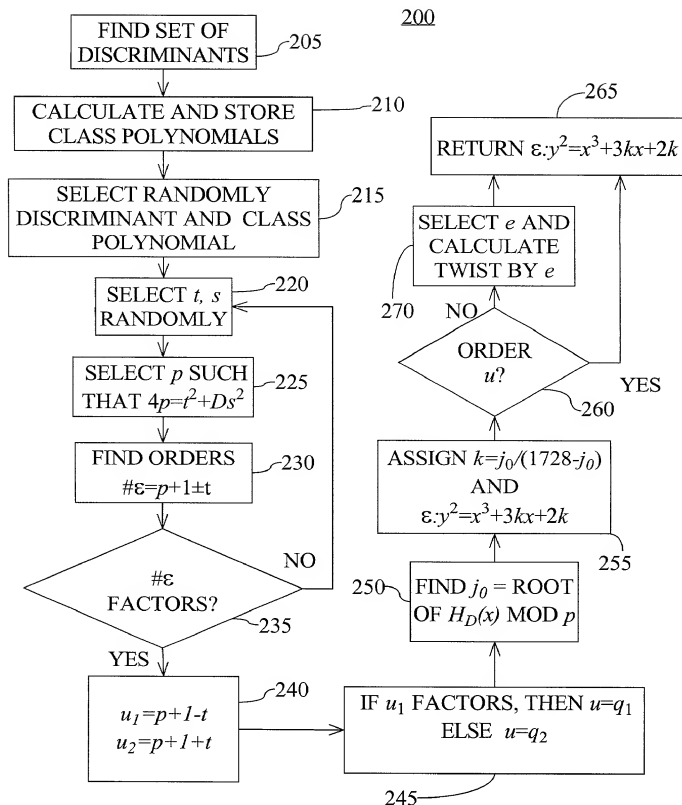 200
FIND SET OF
DISCRIMINANTS
205
CALCULATE AND STORE
CLASS POLYNOMIALS
210
SELECT RANDOMLY
DISCRIMINANT AND CLASS
POLYNOMIAL
215
SELECT t, s
RANDOMLY
220
SELECT p SUCH
THAT 4p=t²+Ds²
225
FIND ORDERS
#ε=p+1±t
230
#ε
FACTORS?
235
NO
YES
u₁=p+1-t
u₂=p+1+t
240
IF u₁ FACTORS, THEN u=q₁
ELSE u=q₂
245
FIND j₀ = ROOT
OF H_D(x) MOD p
250
ASSIGN k=j₀/(1728-j₀)
AND
ε:y²=x³+3kx+2k
255
ORDER
u?
260
NO
YES
SELECT e AND
CALCULATE
TWIST BY e
270
RETURN ε:y²=x³+3kx+2k
265